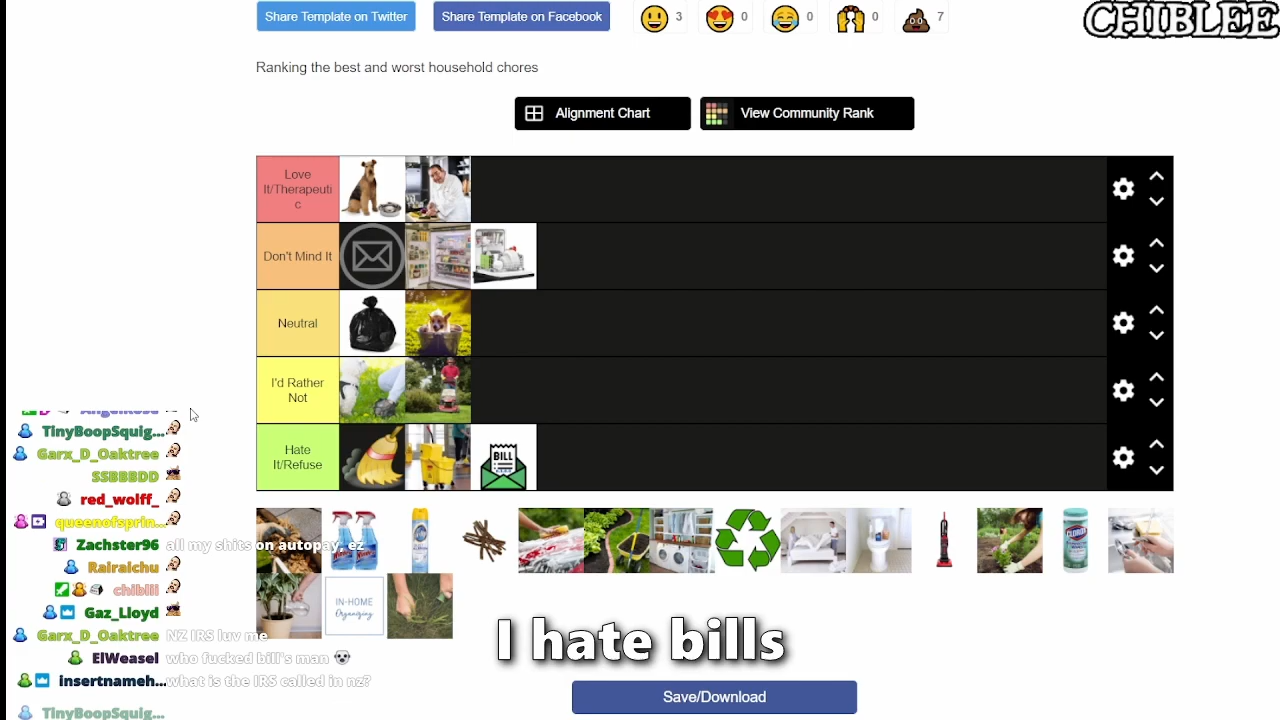 Share Template on Twitter
Share Template on Facebook
3
0
0
0
7
CHIBLEE
Ranking the best and worst household chores
Alignment Chart
View Community Rank
Love
It/Therapeuti
c
Don't Mind It
Neutral
I'd Rather
Not
Hate
It/Refuse
BILL
TinyBoopSquig...
Garx_D_Oaktree
SSBBBDD
red_wolff_
queenofsprin...
Zachster96 all my shits on autopay ez
Rairaichu
chiblii
Gaz_Lloyd
Garx_D_Oaktree NZ IRS luv me
ElWeasel who fucked bill's man
insertnameh... what is the IRS called in nz?
TinyBoopSquig...
CLOROX
IN-HOME
Organizing
I hate bills
Save/Download